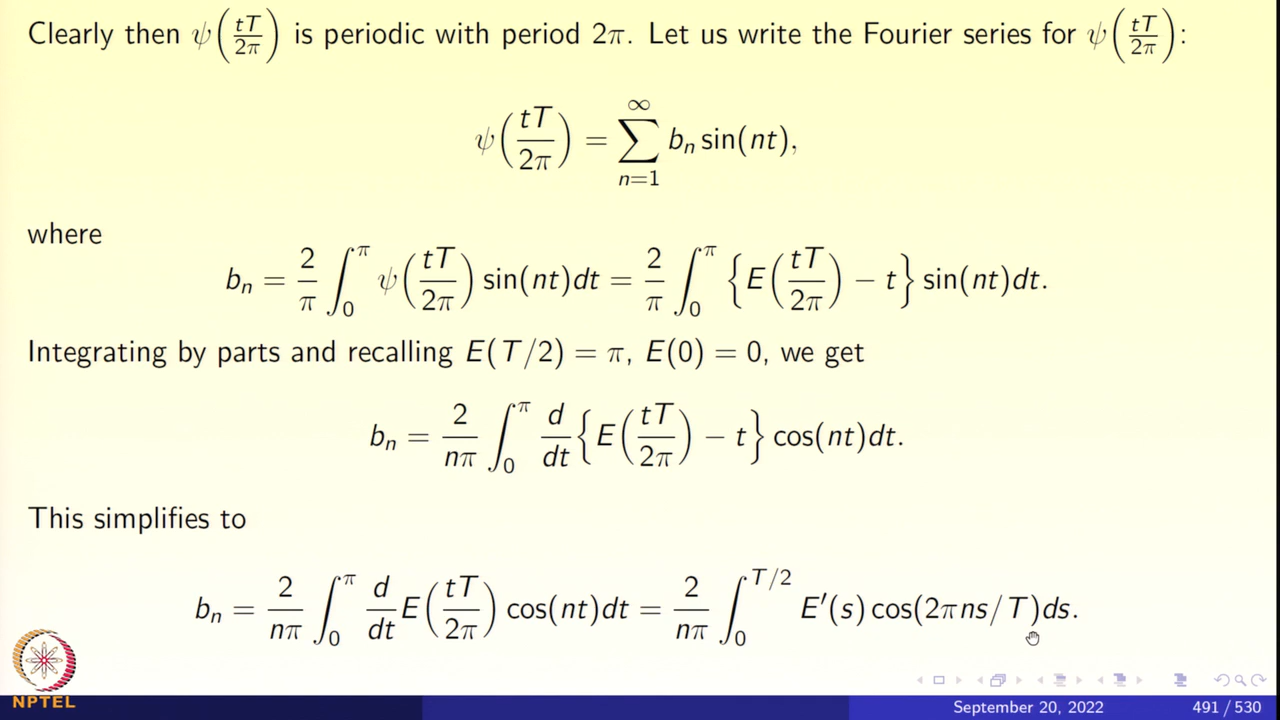 Clearly then ψ(tT/2π) is periodic with period 2π. Let us write the Fourier series for ψ(tT/2π):
ψ(tT/2π) = ∑_{n=1}^{∞} b_n sin(nt),
where
b_n = 2/π ∫_0^π ψ(tT/2π) sin(nt)dt = 2/π ∫_0^π {E(tT/2π) − t} sin(nt)dt.
Integrating by parts and recalling E(T/2) = π, E(0) = 0, we get
b_n = 2/nπ ∫_0^π d/dt {E(tT/2π) − t} cos(nt)dt.
This simplifies to
b_n = 2/nπ ∫_0^π d/dt E(tT/2π) cos(nt)dt = 2/nπ ∫_0^{T/2} E′(s) cos(2πns/T)ds.
NPTEL
September 20, 2022 491 / 530